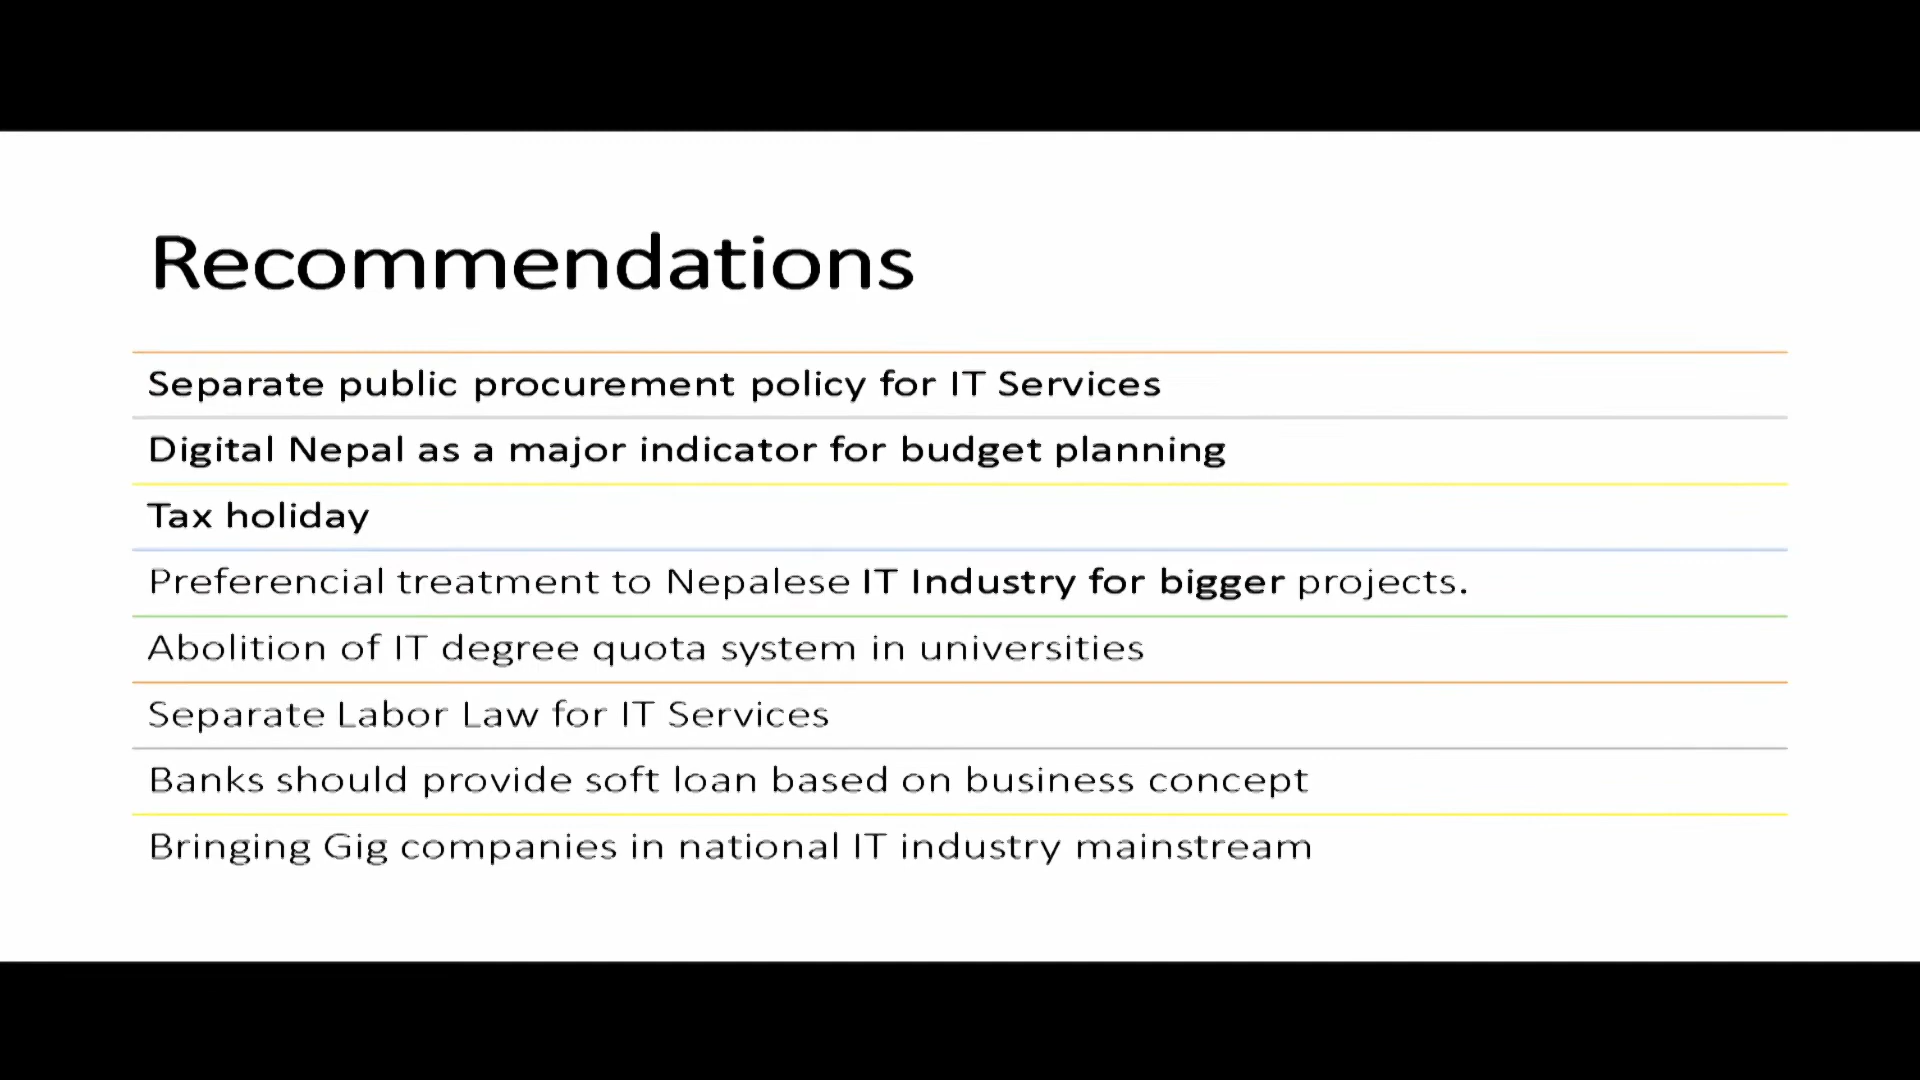 Recommendations
Separate public procurement policy for IT Services
Digital Nepal as a major indicator for budget planning
Tax holiday
Preferencial treatment to Nepalese IT Industry for bigger projects.
Abolition of IT degree quota system in universities
Separate Labor Law for IT Services
Banks should provide soft loan based on business concept
Bringing Gig companies in national IT industry mainstream